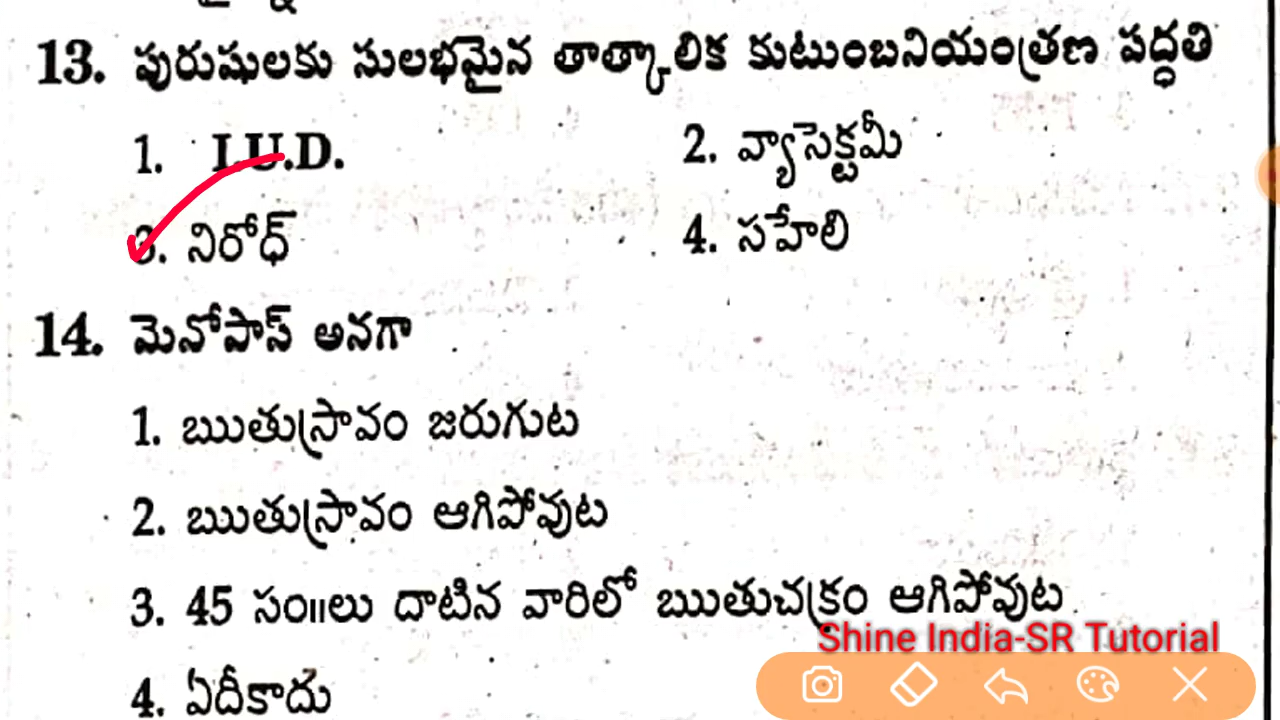 13. పురుషులకు సులభమైన తాత్కాలిక కుటుంబనియంత్రణ పద్ధతి
1. I.U.D.
2. వ్యాసెక్టమీ
3. నిరోధ్
4. సహేలి
14. మెనోపాస్ అనగా
1. ఋతుస్రావం జరుగుట
2. ఋతుస్రావం ఆగిపోవుట
3. 45 సం॥లు దాటిన వారిలో ఋతుచక్రం ఆగిపోవుట
Shine India-SR Tutorial
4. ఏదీకాదు